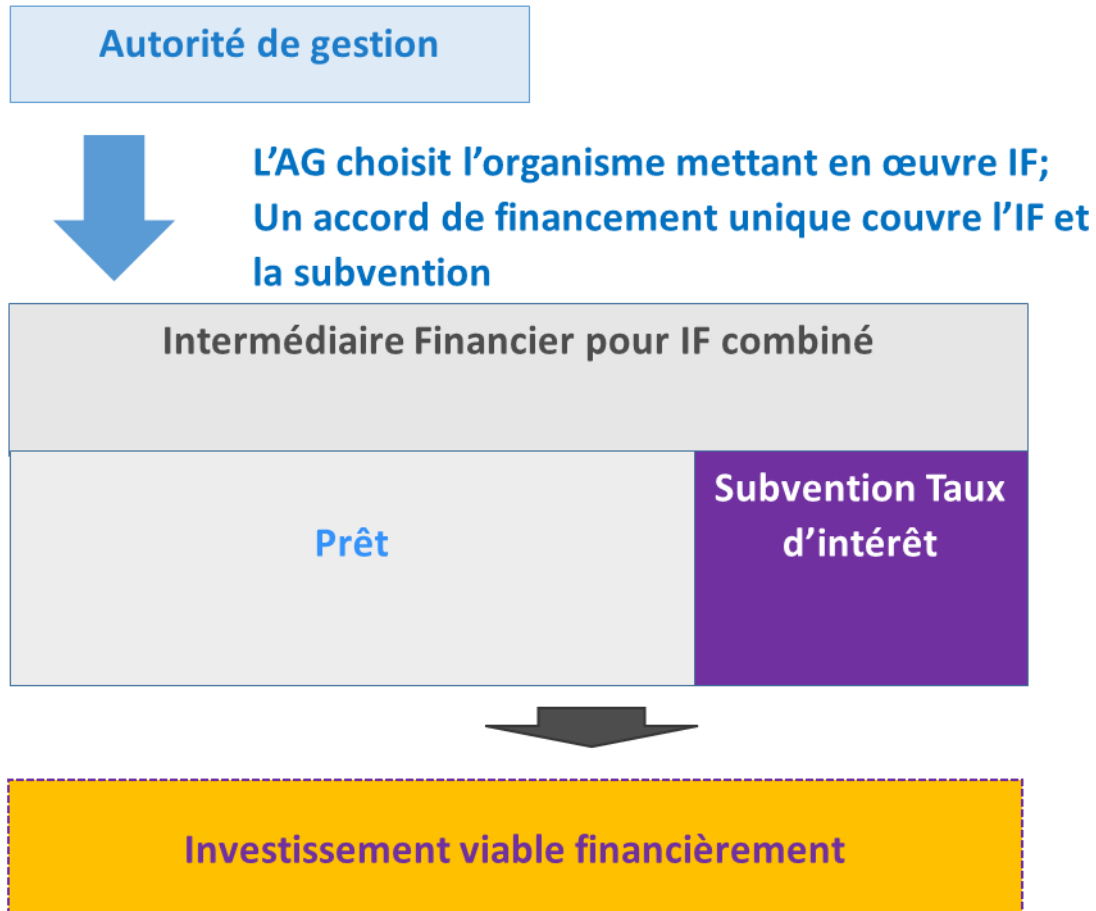 Autorité de gestion
L’AG choisit l’organisme mettant en œuvre IF;
Un accord de financement unique couvre l’IF et
la subvention
Intermédiaire Financier pour IF combiné
Prêt
Subvention Taux
d’intérêt
Investissement viable financièrement